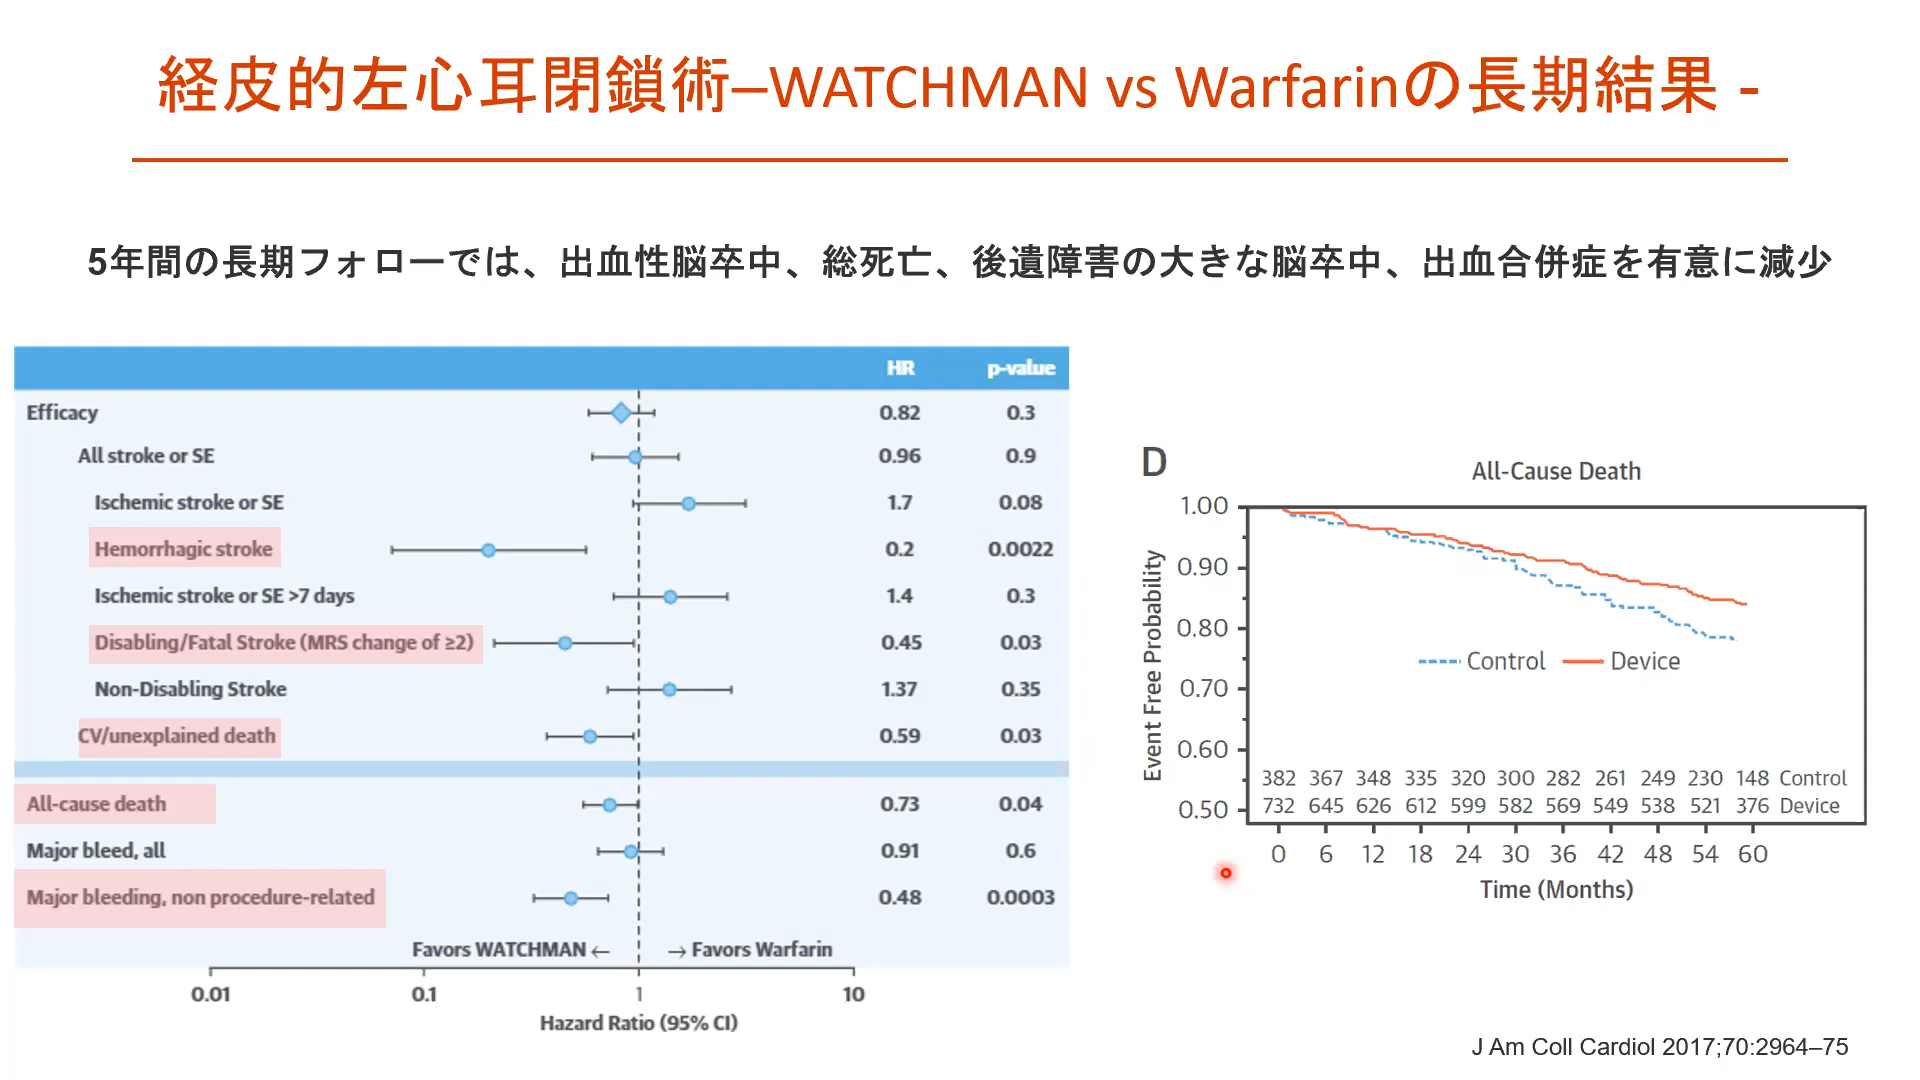 経皮的左心耳閉鎖術–WATCHMAN vs Warfarinの長期結果 -
5年間の長期フォローでは、出血性脳卒中、総死亡、後遺障害の大きな脳卒中、出血合併症を有意に減少
HR p-value
Efficacy 0.82 0.3
All stroke or SE 0.96 0.9
Ischemic stroke or SE 1.7 0.08
Hemorrhagic stroke 0.2 0.0022
Ischemic stroke or SE >7 days 1.4 0.3
Disabling/Fatal Stroke (MRS change of ≥2) 0.45 0.03
Non-Disabling Stroke 1.37 0.35
CV/unexplained death 0.59 0.03
All-cause death 0.73 0.04
Major bleed, all 0.91 0.6
Major bleeding, non procedure-related 0.48 0.0003
Favors WATCHMAN ← → Favors Warfarin
0.01 0.1 1 10
Hazard Ratio (95% CI)
D
All-Cause Death
Event Free Probability
1.00
0.90
0.80
0.70
0.60
0.50
Control Device
382 367 348 335 320 300 282 261 249 230 148 Control
732 645 626 612 599 582 569 549 538 521 376 Device
0 6 12 18 24 30 36 42 48 54 60
Time (Months)
J Am Coll Cardiol 2017;70:2964–75